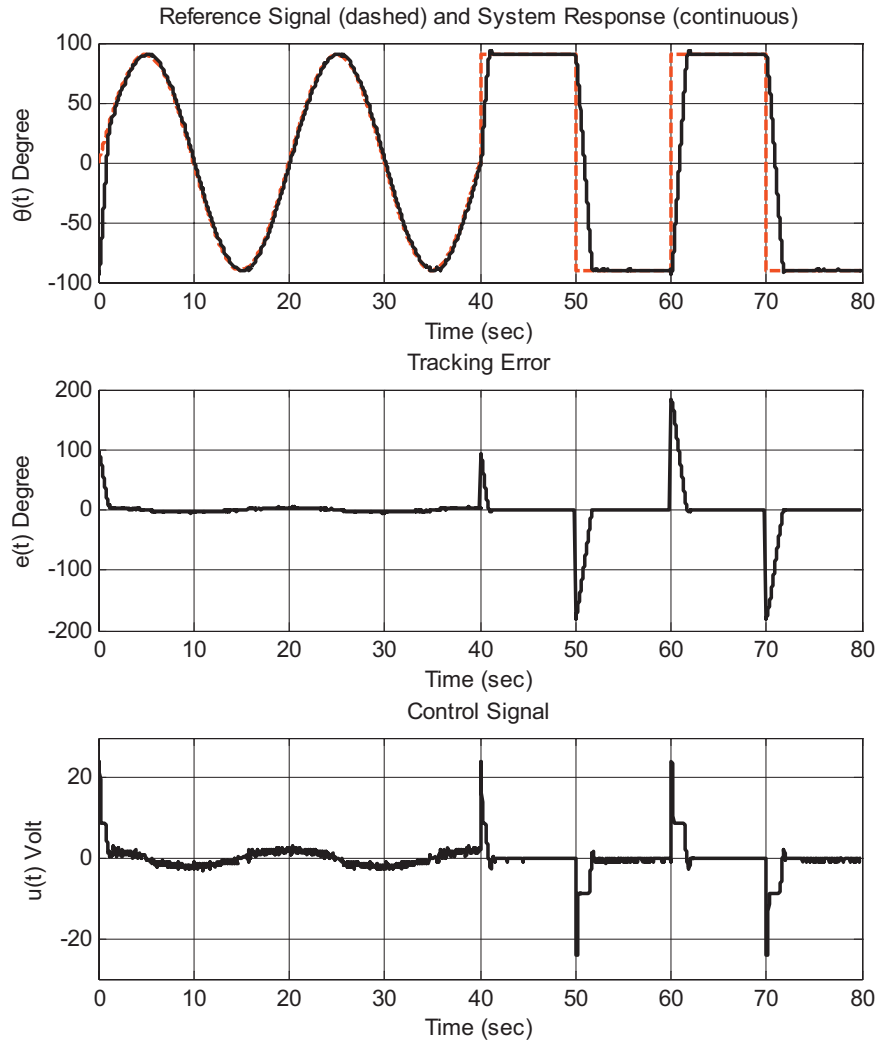 Reference Signal (dashed) and System Response (continuous)
100
50
0
-50
-100
θ(t) Degree
0 10 20 30 40 50 60 70 80
Time (sec)
Tracking Error
200
100
0
-100
-200
e(t) Degree
0 10 20 30 40 50 60 70 80
Time (sec)
Control Signal
20
0
-20
u(t) Volt
0 10 20 30 40 50 60 70 80
Time (sec)